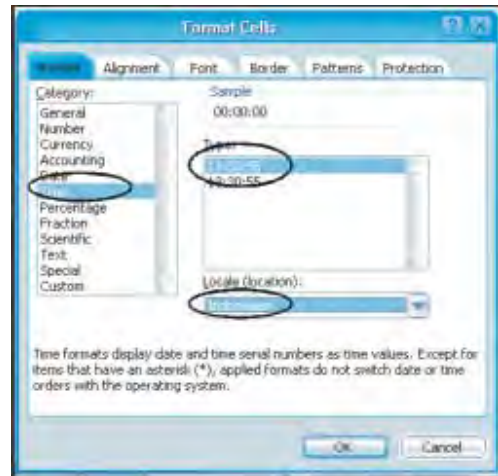 Format Cells
Alignment Font Border Patterns Protection
Category:
General
Number
Currency
Accounting
Date
Percentage
Fraction
Scientific
Text
Special
Custom
Sample
00:00:00
Type:
13:30:55
Locale (location):
Time formats display date and time serial numbers as time values. Except for
items that have an asterisk (*), applied formats do not switch date or time
orders with the operating system.
OK Cancel